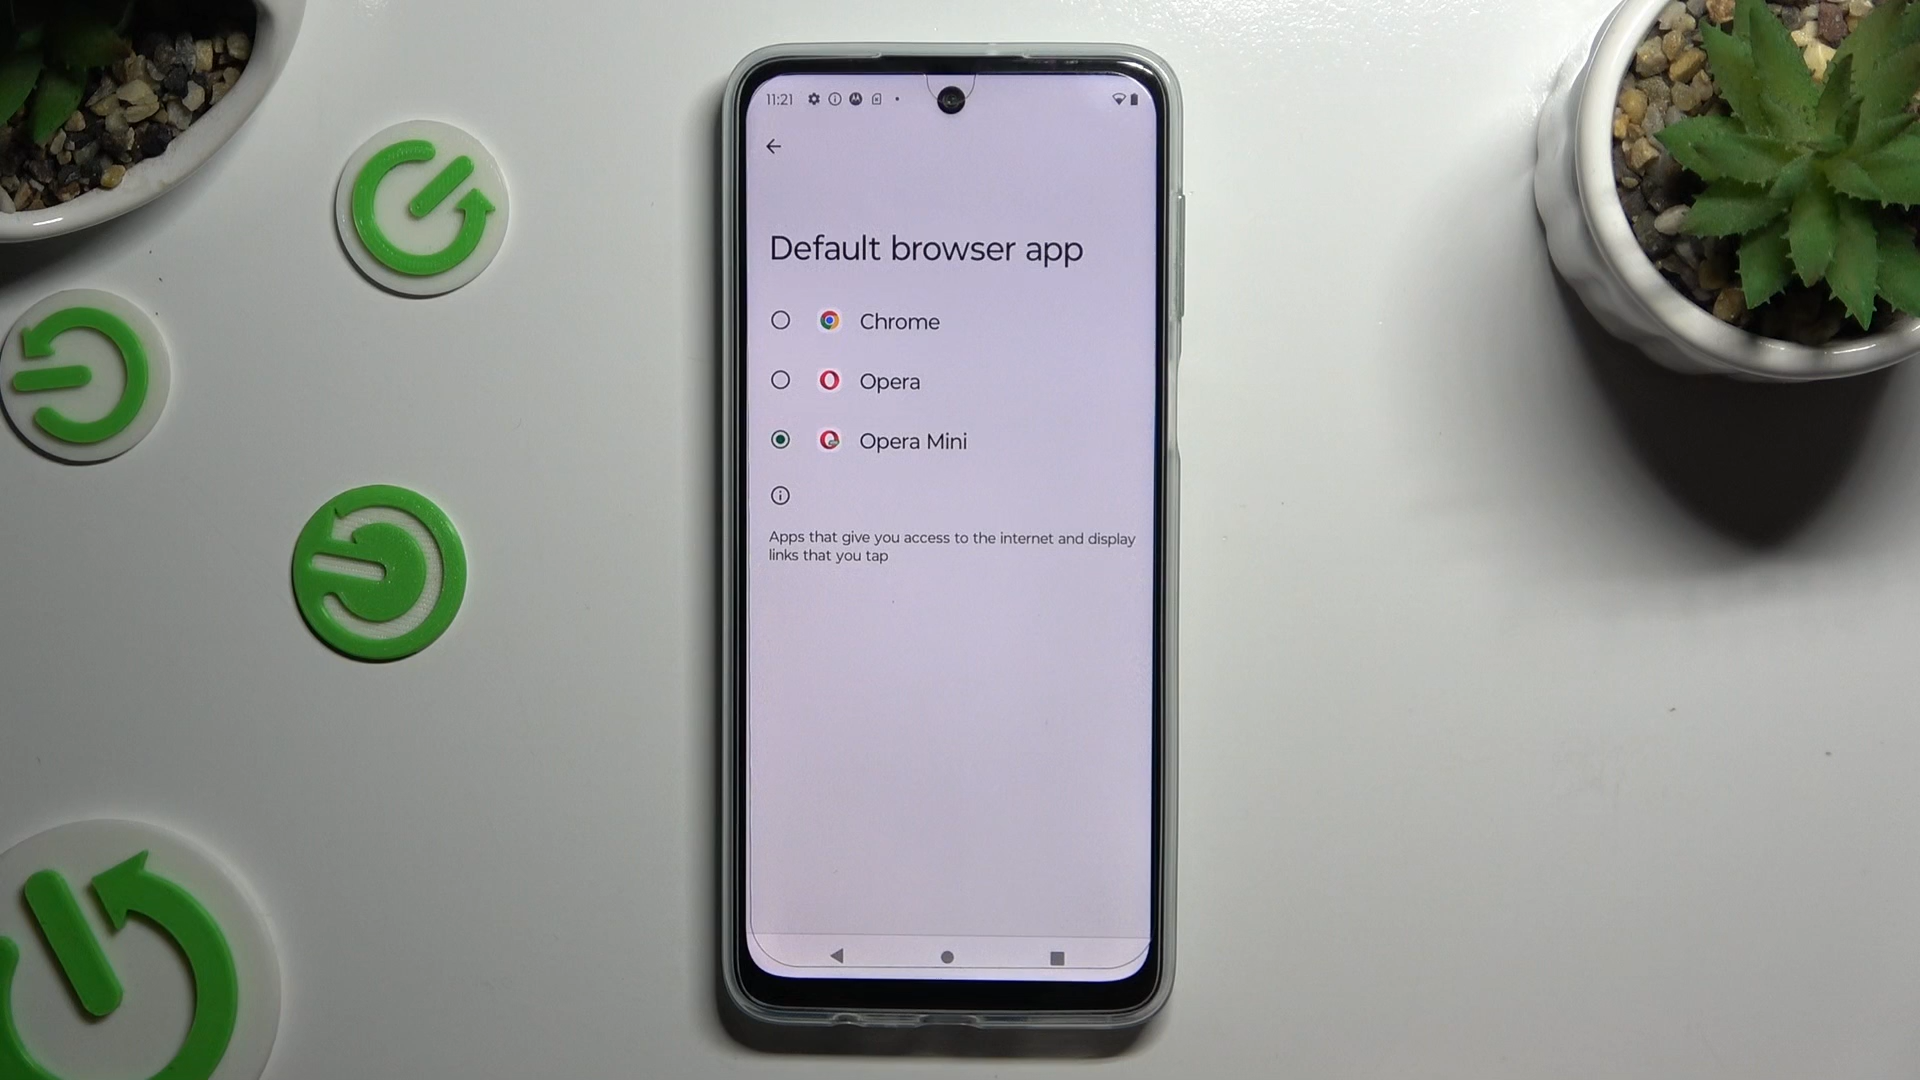 11:21
Default browser app
Chrome
Opera
Opera Mini
Apps that give you access to the internet and display
links that you tap